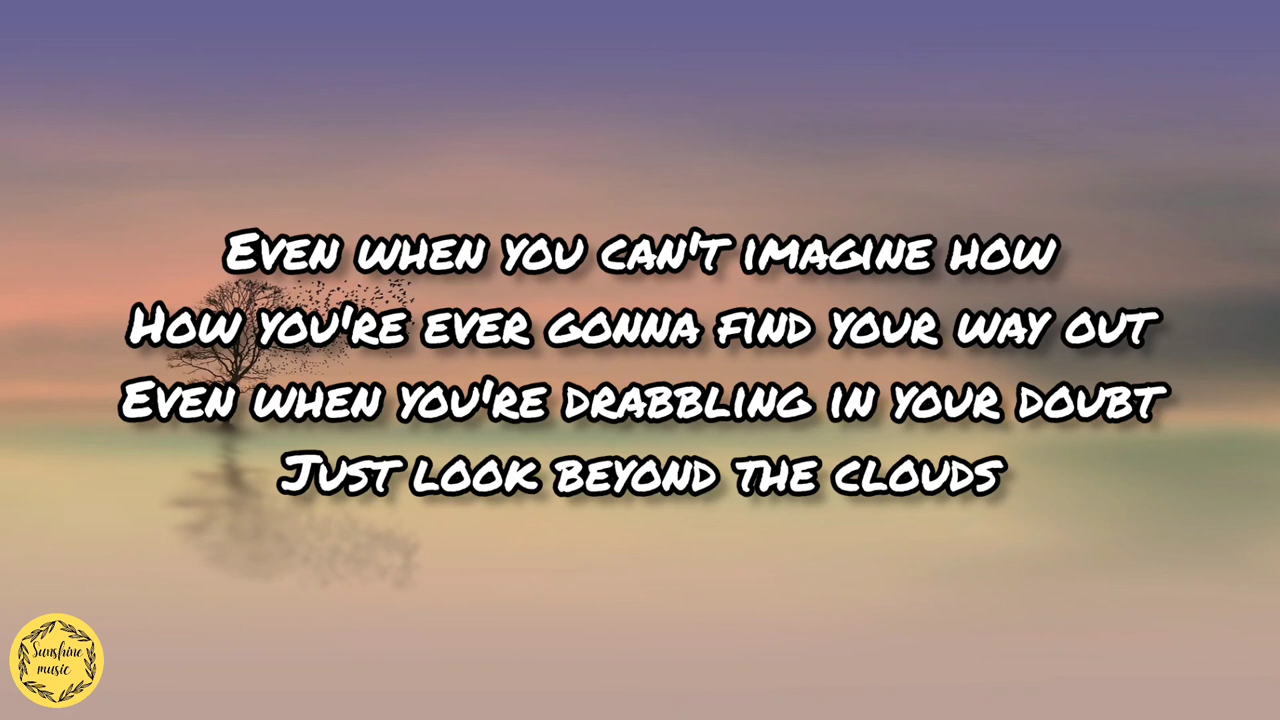 Even when you can't imagine how
How you're ever gonna find your way out
Even when you're drabbling in your doubt
Just look beyond the clouds
Sunshine
music